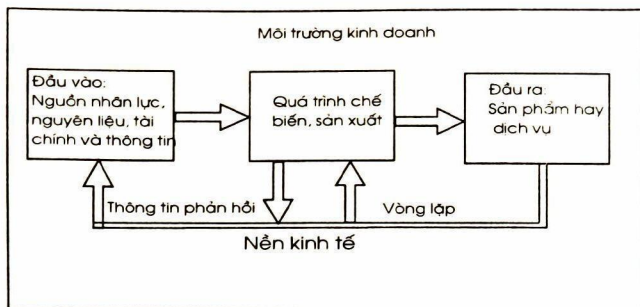 Môi trường kinh doanh
Đầu vào:
Nguồn nhân lực,
nguyên liệu, tài
chính và thông tin
Quá trình chế
biến, sản xuất
Đầu ra:
Sản phẩm hay
dịch vụ
Thông tin phản hồi
Vòng lặp
Nền kinh tế